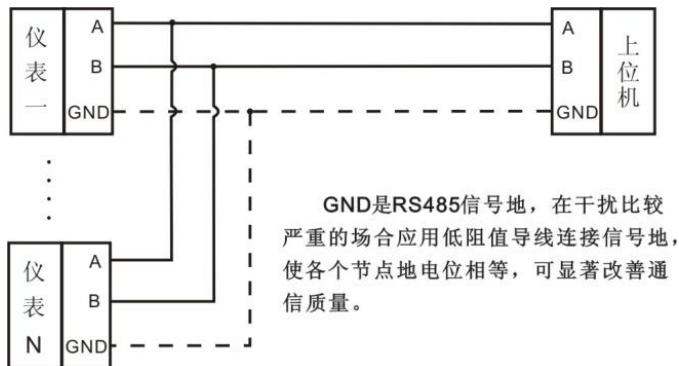 仪表一
A
B
GND
A
B
GND
上位机
GND是RS485信号地，在干扰比较
严重的场合应用低阻值导线连接信号地，
使各个节点地电位相等，可显著改善通
信质量。
仪表N
A
B
GND